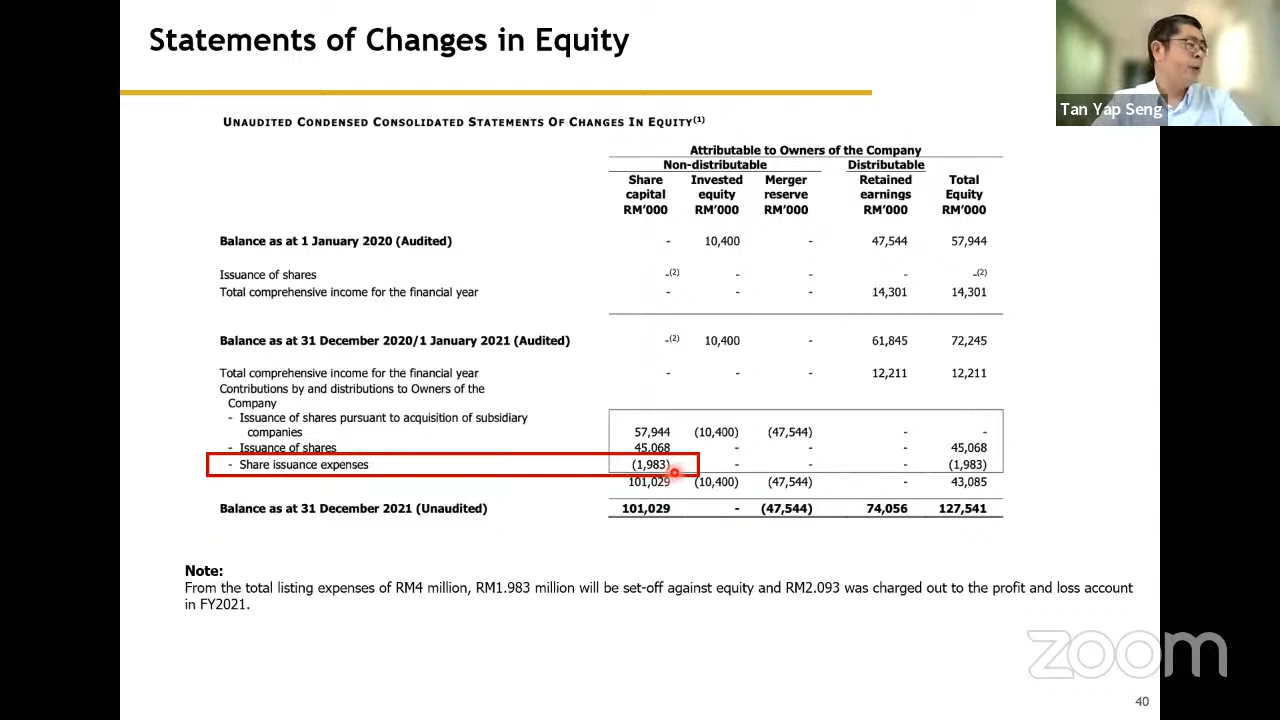 Statements of Changes in Equity
Tan Yap Seng
UNAUDITED CONDENSED CONSOLIDATED STATEMENTS OF CHANGES IN EQUITY(1)
Attributable to Owners of the Company
Non-distributable Distributable
Share Invested Merger Retained Total
capital equity reserve earnings Equity
RM'000 RM'000 RM'000 RM'000 RM'000
Balance as at 1 January 2020 (Audited) - 10,400 - 47,544 57,944
Issuance of shares -(2) - - - -(2)
Total comprehensive income for the financial year - - - 14,301 14,301
Balance as at 31 December 2020/1 January 2021 (Audited) -(2) 10,400 - 61,845 72,245
Total comprehensive income for the financial year - - - 12,211 12,211
Contributions by and distributions to Owners of the
Company
- Issuance of shares pursuant to acquisition of subsidiary
companies 57,944 (10,400) (47,544) - -
- Issuance of shares 45,068 - - - 45,068
- Share issuance expenses (1,983) - - - (1,983)
101,029 (10,400) (47,544) - 43,085
Balance as at 31 December 2021 (Unaudited) 101,029 - (47,544) 74,056 127,541
Note:
From the total listing expenses of RM4 million, RM1.983 million will be set-off against equity and RM2.093 was charged out to the profit and loss account
in FY2021.
zoom
40